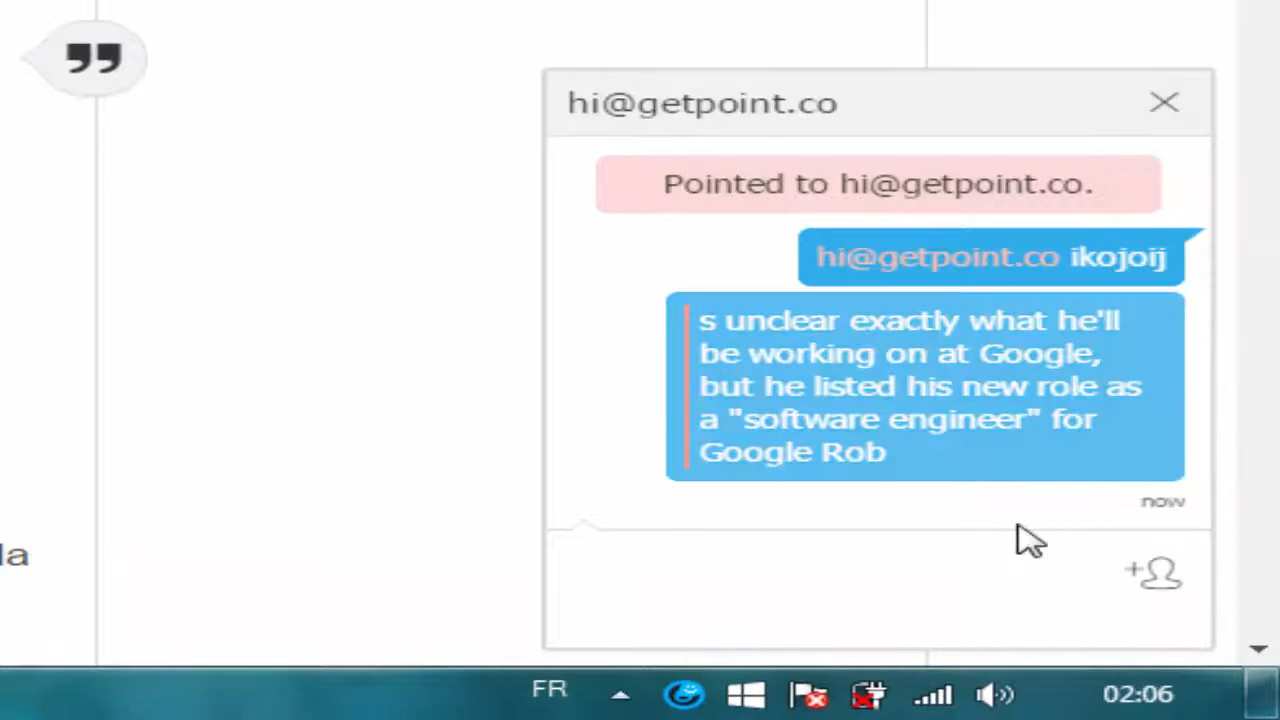 hi@getpoint.co
Pointed to hi@getpoint.co.
hi@getpoint.co ikojoij
s unclear exactly what he'll
be working on at Google,
but he listed his new role as
a "software engineer" for
Google Rob
now
la
FR
02:06